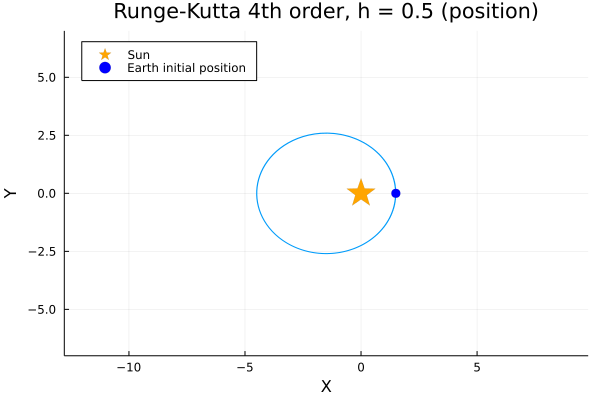 Runge-Kutta 4th order, h = 0.5 (position)
Sun
Earth initial position
5.0
2.5
0.0
−2.5
−5.0
Y
−10 −5 0 5
X